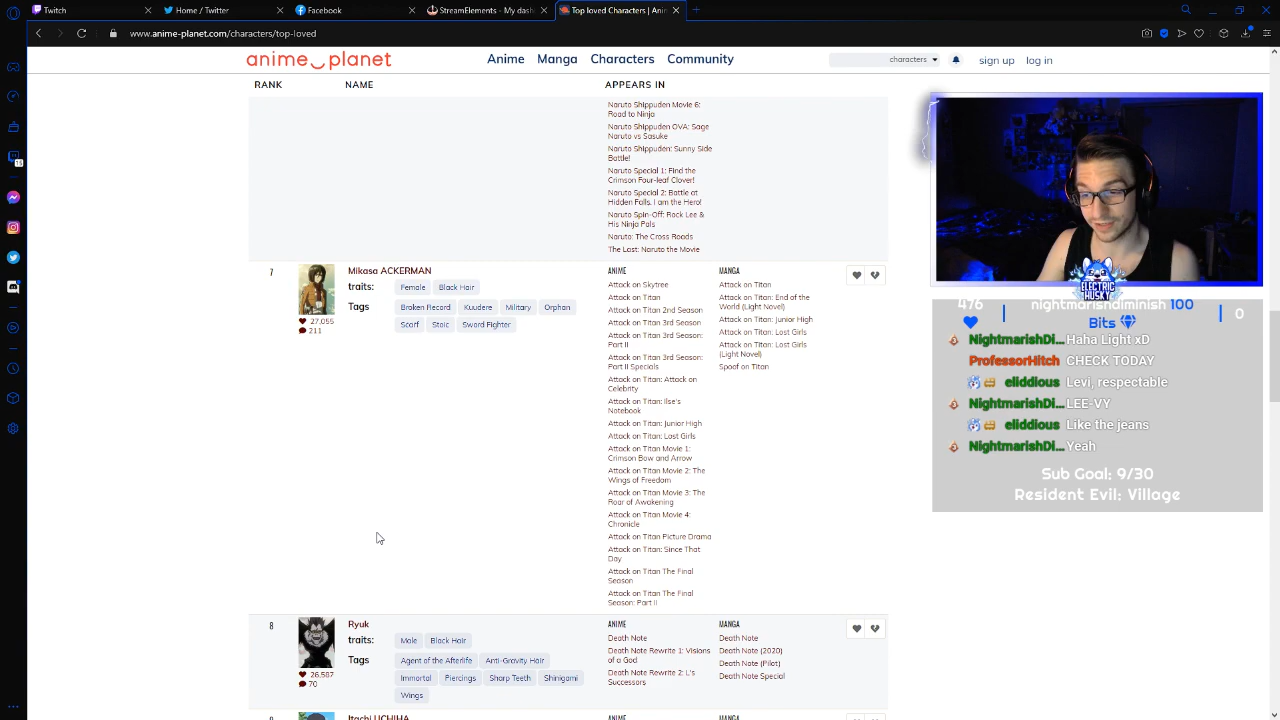 Twitch
Home / Twitter
Facebook
StreamElements - My dash
Top loved Characters | Ani
www.anime-planet.com/characters/top-loved
anime planet
Anime
Manga
Characters
Community
characters
sign up
log in
RANK
NAME
APPEARS IN
Naruto Shippuden Movie 6:
Road to Ninja
Naruto Shippuden OVA: Sage
Naruto vs Sasuke
Naruto Shippuden: Sunny Side
Battle!
Naruto Special 1: Find the
Crimson Four-leaf Clover!
Naruto Special 2: Battle at
Hidden Falls. I am the Hero!
Naruto Spin-Off: Rock Lee &
His Ninja Pals
Naruto: The Cross Roads
The Last: Naruto the Movie
7
27,055
211
Mikasa ACKERMAN
traits:
Female
Black Hair
Tags
Broken Record
Kuudere
Military
Orphan
Scarf
Stoic
Sword Fighter
ANIME
Attack on Skytree
Attack on Titan
Attack on Titan 2nd Season
Attack on Titan 3rd Season
Attack on Titan 3rd Season:
Part II
Attack on Titan 3rd Season:
Part II Specials
Attack on Titan: Attack on
Celebrity
Attack on Titan: Ilse's
Notebook
Attack on Titan: Junior High
Attack on Titan: Lost Girls
Attack on Titan Movie 1:
Crimson Bow and Arrow
Attack on Titan Movie 2: The
Wings of Freedom
Attack on Titan Movie 3: The
Roar of Awakening
Attack on Titan Movie 4:
Chronicle
Attack on Titan Picture Drama
Attack on Titan: Since That
Day
Attack on Titan The Final
Season
Attack on Titan The Final
Season: Part II
MANGA
Attack on Titan
Attack on Titan: End of the
World (Light Novel)
Attack on Titan: Junior High
Attack on Titan: Lost Girls
Attack on Titan: Lost Girls
(Light Novel)
Spoof on Titan
8
26,587
70
Ryuk
traits:
Male
Black Hair
Tags
Agent of the Afterlife
Anti-Gravity Hair
Immortal
Piercings
Sharp Teeth
Shinigami
Wings
ANIME
Death Note
Death Note Rewrite 1: Visions
of a God
Death Note Rewrite 2: L's
Successors
MANGA
Death Note
Death Note (2020)
Death Note (Pilot)
Death Note Special
Itachi UCHIHA
ELECTRIC
HUSKY
476
nightmarishdiminish 100
Bits
0
NightmarishDi... Haha Light xD
ProfessorHitch CHECK TODAY
eliddious Levi, respectable
NightmarishDi... LEE-VY
eliddious Like the jeans
NightmarishDi... Yeah
Sub Goal: 9/30
Resident Evil: Village